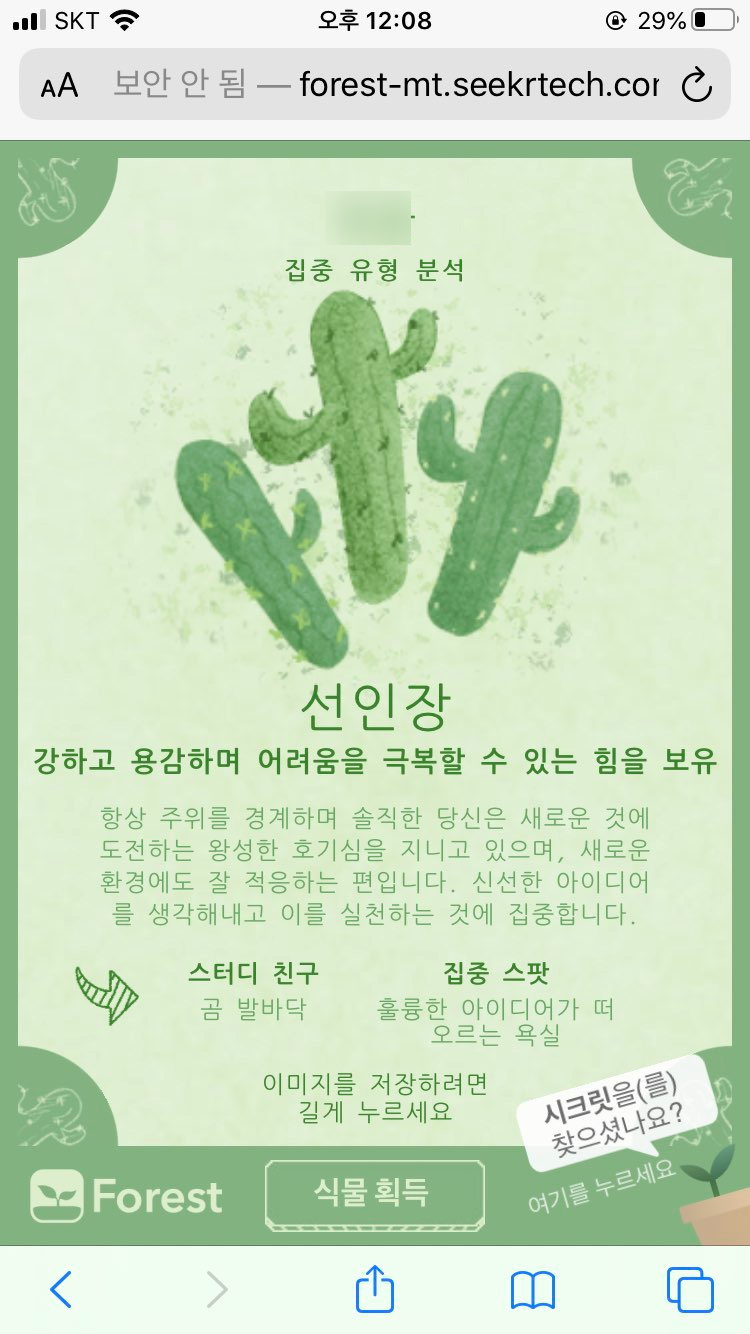 SKT 오후 12:08 29%
AA 보안 안 됨 — forest-mt.seekrtech.cor
집중 유형 분석
선인장
강하고 용감하며 어려움을 극복할 수 있는 힘을 보유
항상 주위를 경계하며 솔직한 당신은 새로운 것에
도전하는 왕성한 호기심을 지니고 있으며, 새로운
환경에도 잘 적응하는 편입니다. 신선한 아이디어
를 생각해내고 이를 실천하는 것에 집중합니다.
스터디 친구
곰 발바닥
집중 스팟
훌륭한 아이디어가 떠
오르는 욕실
이미지를 저장하려면
길게 누르세요
시크릿을(를)
찾으셨나요?
여기를 누르세요
Forest
식물 획득